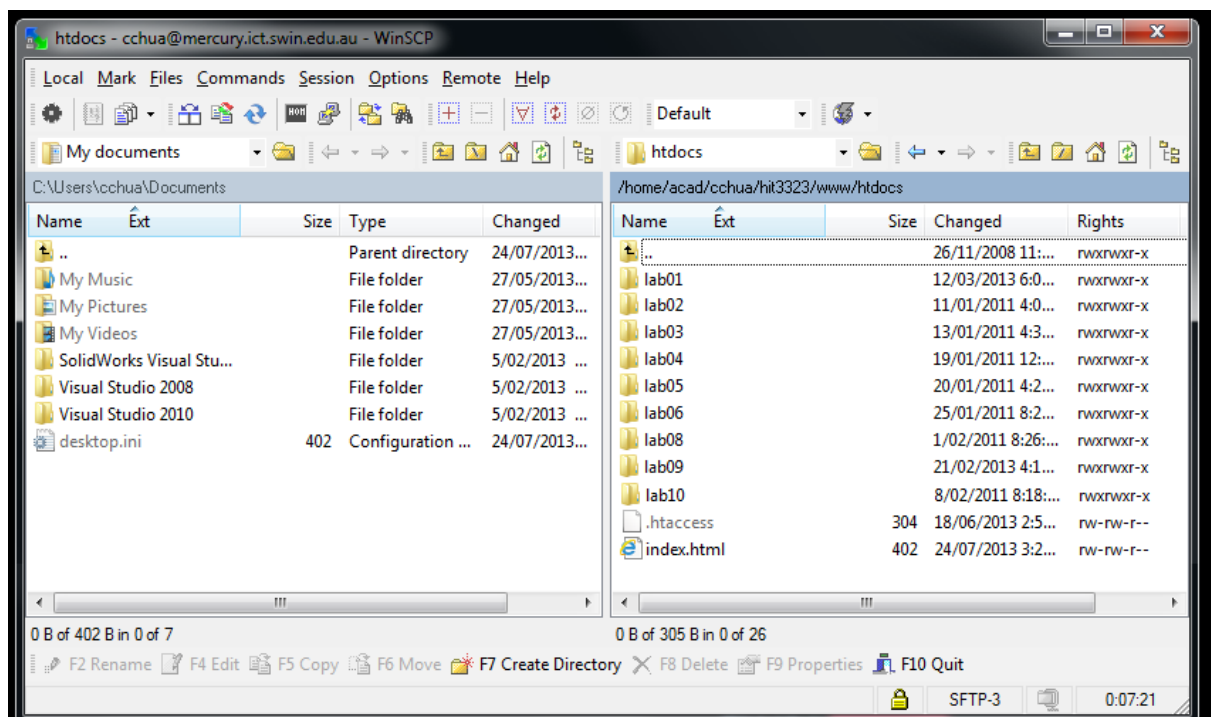 htdocs - cchua@mercury.ict.swin.edu.au - WinSCP
Local Mark Files Commands Session Options Remote Help
Default
My documents
htdocs
C:\Users\cchua\Documents
/home/acad/cchua/hit3323/www/htdocs
Name Ext Size Type Changed
.. Parent directory 24/07/2013...
My Music File folder 27/05/2013...
My Pictures File folder 27/05/2013...
My Videos File folder 27/05/2013...
SolidWorks Visual Stu... File folder 5/02/2013 ...
Visual Studio 2008 File folder 5/02/2013 ...
Visual Studio 2010 File folder 5/02/2013 ...
desktop.ini 402 Configuration ... 24/07/2013...
Name Ext Size Changed Rights
.. 26/11/2008 11:... rwxrwxr-x
lab01 12/03/2013 6:0... rwxrwxr-x
lab02 11/01/2011 4:0... rwxrwxr-x
lab03 13/01/2011 4:3... rwxrwxr-x
lab04 19/01/2011 12:... rwxrwxr-x
lab05 20/01/2011 4:2... rwxrwxr-x
lab06 25/01/2011 8:2... rwxrwxr-x
lab08 1/02/2011 8:26:... rwxrwxr-x
lab09 21/02/2013 4:1... rwxrwxr-x
lab10 8/02/2011 8:18:... rwxrwxr-x
.htaccess 304 18/06/2013 2:5... rw-rw-r--
index.html 402 24/07/2013 3:2... rw-rw-r--
0 B of 402 B in 0 of 7
0 B of 305 B in 0 of 26
F2 Rename F4 Edit F5 Copy F6 Move F7 Create Directory F8 Delete F9 Properties F10 Quit
SFTP-3 0:07:21